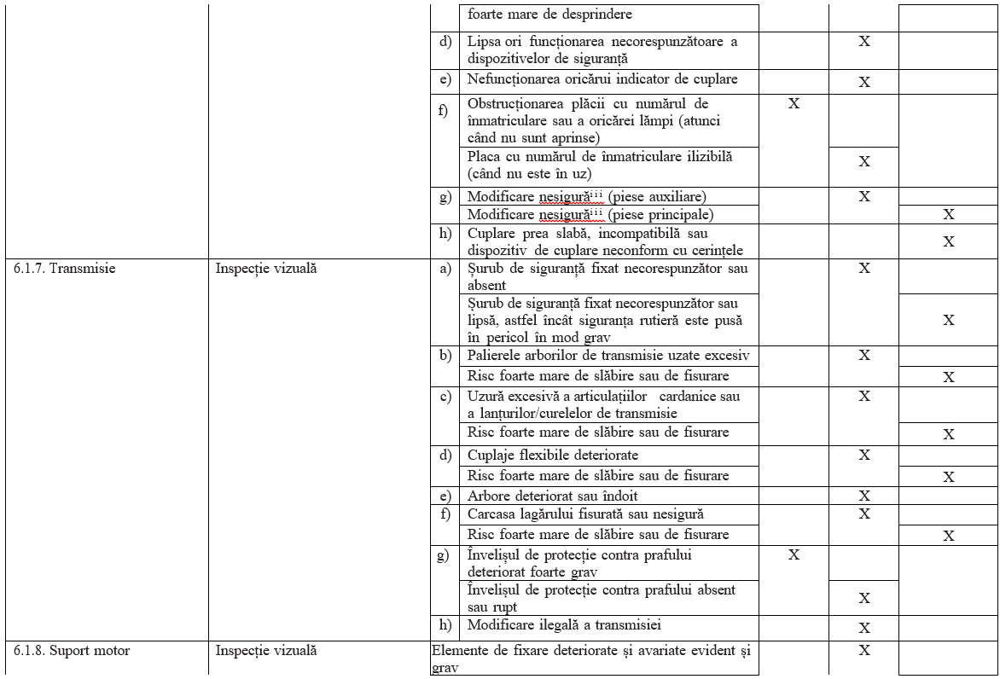 foarte mare de desprindere
d) Lipsa ori funcționarea necorespunzătoare a X
dispozitivelor de siguranță
e) Nefuncționarea oricărui indicator de cuplare X
f) Obstrucționarea plăcii cu numărul de X
înmatriculare sau a oricărei lămpi (atunci
când nu sunt aprinse)
Placa cu numărul de înmatriculare ilizibilă X
(când nu este în uz)
g) Modificare nesigurăⁱⁱⁱ (piese auxiliare) X
Modificare nesigurăⁱⁱⁱ (piese principale) X
h) Cuplare prea slabă, incompatibilă sau X
dispozitiv de cuplare neconform cu cerințele
6.1.7. Transmisie Inspecție vizuală a) Șurub de siguranță fixat necorespunzător sau X
absent
Șurub de siguranță fixat necorespunzător sau
lipsă, astfel încât siguranța rutieră este pusă X
în pericol în mod grav
b) Palierele arborilor de transmisie uzate excesiv X
Risc foarte mare de slăbire sau de fisurare X
c) Uzură excesivă a articulațiilor cardanice sau X
a lanțurilor/curelelor de transmisie
Risc foarte mare de slăbire sau de fisurare X
d) Cuplaje flexibile deteriorate X
Risc foarte mare de slăbire sau de fisurare X
e) Arbore deteriorat sau îndoit X
f) Carcasa lagărului fisurată sau nesigură X
Risc foarte mare de slăbire sau de fisurare X
g) Învelișul de protecție contra prafului X
deteriorat foarte grav
Învelișul de protecție contra prafului absent X
sau rupt
h) Modificare ilegală a transmisiei X
6.1.8. Suport motor Inspecție vizuală Elemente de fixare deteriorate și avariate evident și X
grav